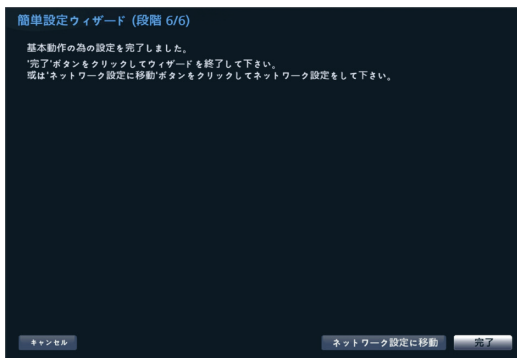 簡単設定ウィザード (段階 6/6)
基本動作の為の設定を完了しました。
'完了'ボタンをクリックしてウィザードを終了して下さい。
或は'ネットワーク設定に移動'ボタンをクリックしてネットワーク設定をして下さい。
キャンセル
ネットワーク設定に移動
完了